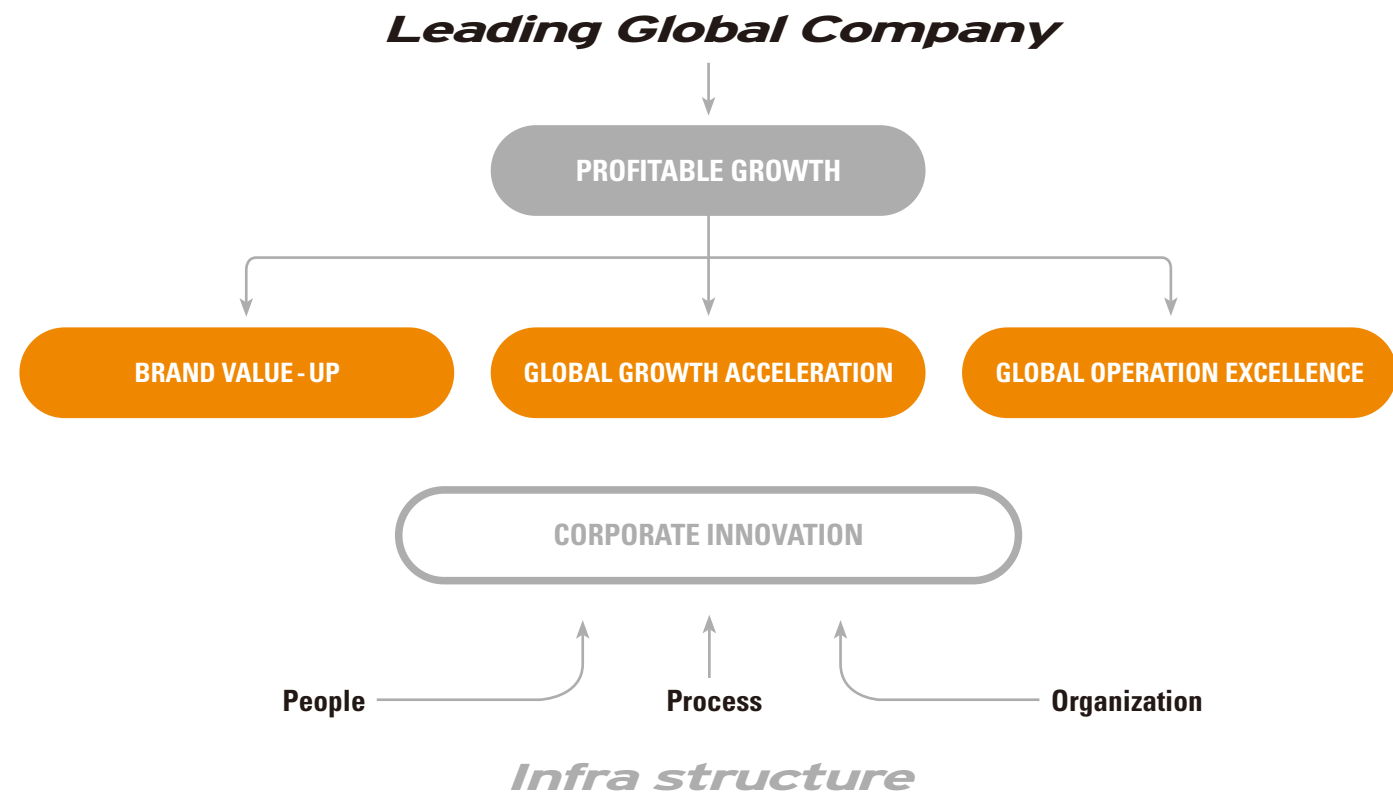 Leading Global Company
PROFITABLE GROWTH
BRAND VALUE-UP
GLOBAL GROWTH ACCELERATION
GLOBAL OPERATION EXCELLENCE
CORPORATE INNOVATION
People
Process
Organization
Infra structure